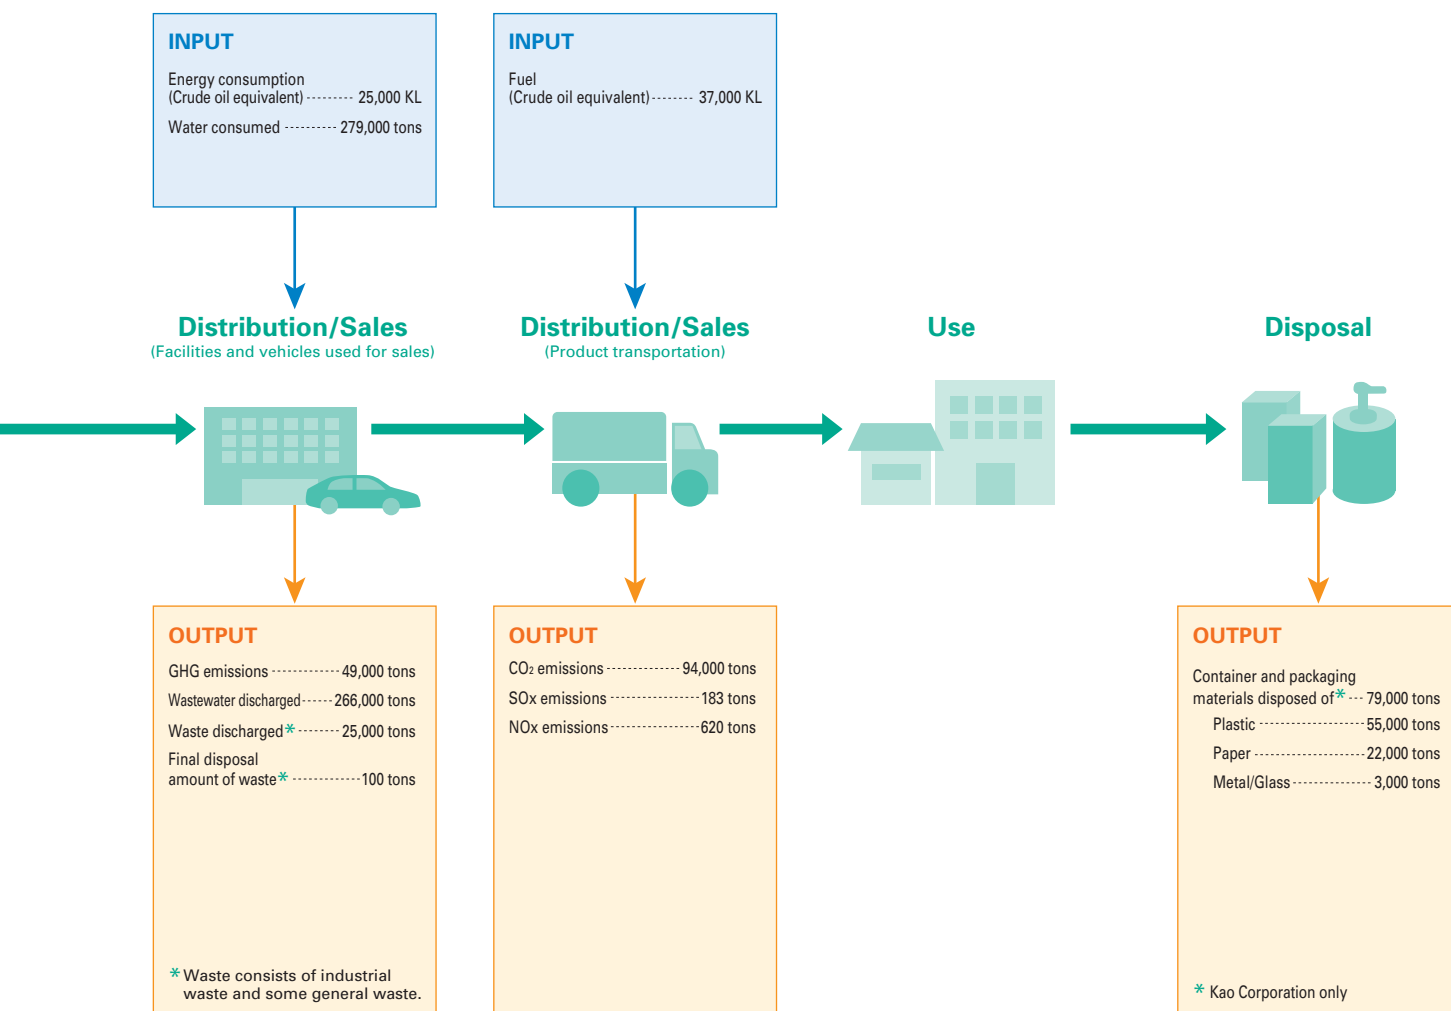 INPUT
Energy consumption
(Crude oil equivalent) --------- 25,000 KL
Water consumed ---------- 279,000 tons
INPUT
Fuel
(Crude oil equivalent) -------- 37,000 KL
Distribution/Sales
(Facilities and vehicles used for sales)
Distribution/Sales
(Product transportation)
Use
Disposal
OUTPUT
GHG emissions ------------- 49,000 tons
Wastewater discharged ------ 266,000 tons
Waste discharged* -------- 25,000 tons
Final disposal
amount of waste* ------------- 100 tons
* Waste consists of industrial
waste and some general waste.
OUTPUT
CO2 emissions -------------- 94,000 tons
SOx emissions ----------------- 183 tons
NOx emissions ----------------- 620 tons
OUTPUT
Container and packaging
materials disposed of* --- 79,000 tons
Plastic -------------------- 55,000 tons
Paper --------------------- 22,000 tons
Metal/Glass --------------- 3,000 tons
* Kao Corporation only